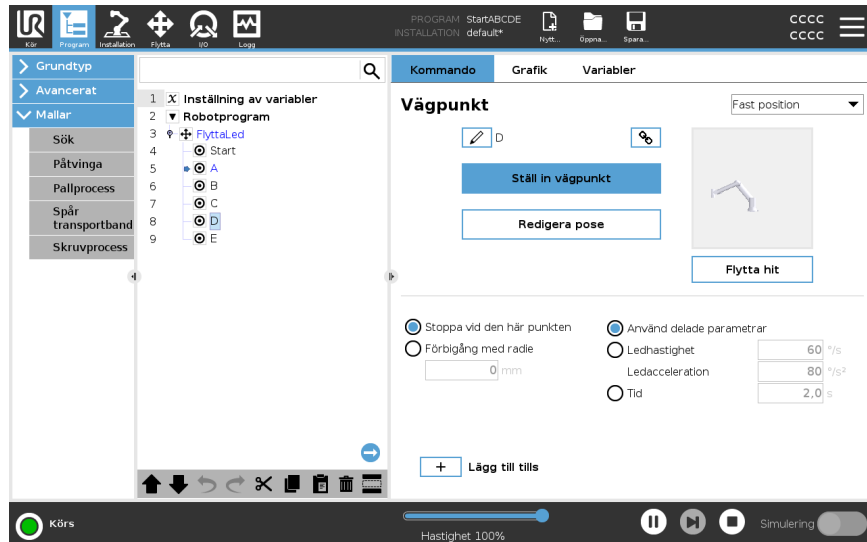 UR
PROGRAM StartABCDE
INSTALLATION default*
CCCC
CCCC
Kör Program Installation Flytta I/O Logg Nytt... Öppna... Spara...
Grundtyp
Avancerat
Mallar
Sök
Påtvinga
Pallprocess
Spår
transportband
Skruvprocess
1 X Inställning av variabler
2 Robotprogram
3 FlyttaLed
4 Start
5 A
6 B
7 C
8 D
9 E
Kommando Grafik Variabler
Vägpunkt
Fast position
D
Ställ in vägpunkt
Redigera pose
Flytta hit
Stoppa vid den här punkten
Förbigång med radie
0 mm
Använd delade parametrar
Ledhastighet 60 °/s
Ledacceleration 80 °/s²
Tid 2,0 s
+ Lägg till tills
Körs
Hastighet 100%
Simulering